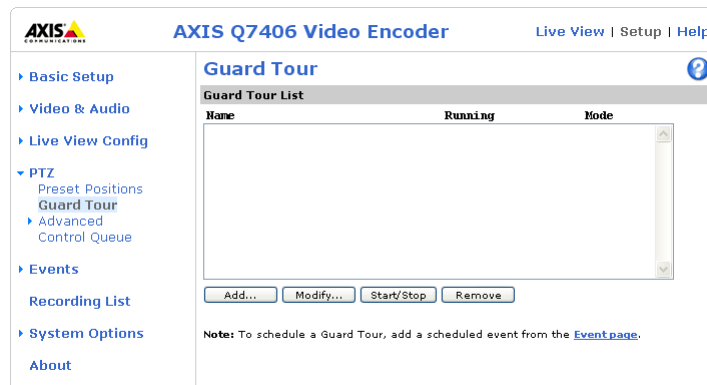 AXIS
COMMUNICATIONS
AXIS Q7406 Video Encoder
Live View | Setup | Help
Basic Setup
Video & Audio
Live View Config
PTZ
Preset Positions
Guard Tour
Advanced
Control Queue
Events
Recording List
System Options
About
Guard Tour
?
Guard Tour List
Name Running Mode
Add... Modify... Start/Stop Remove
Note: To schedule a Guard Tour, add a scheduled event from the Event page.